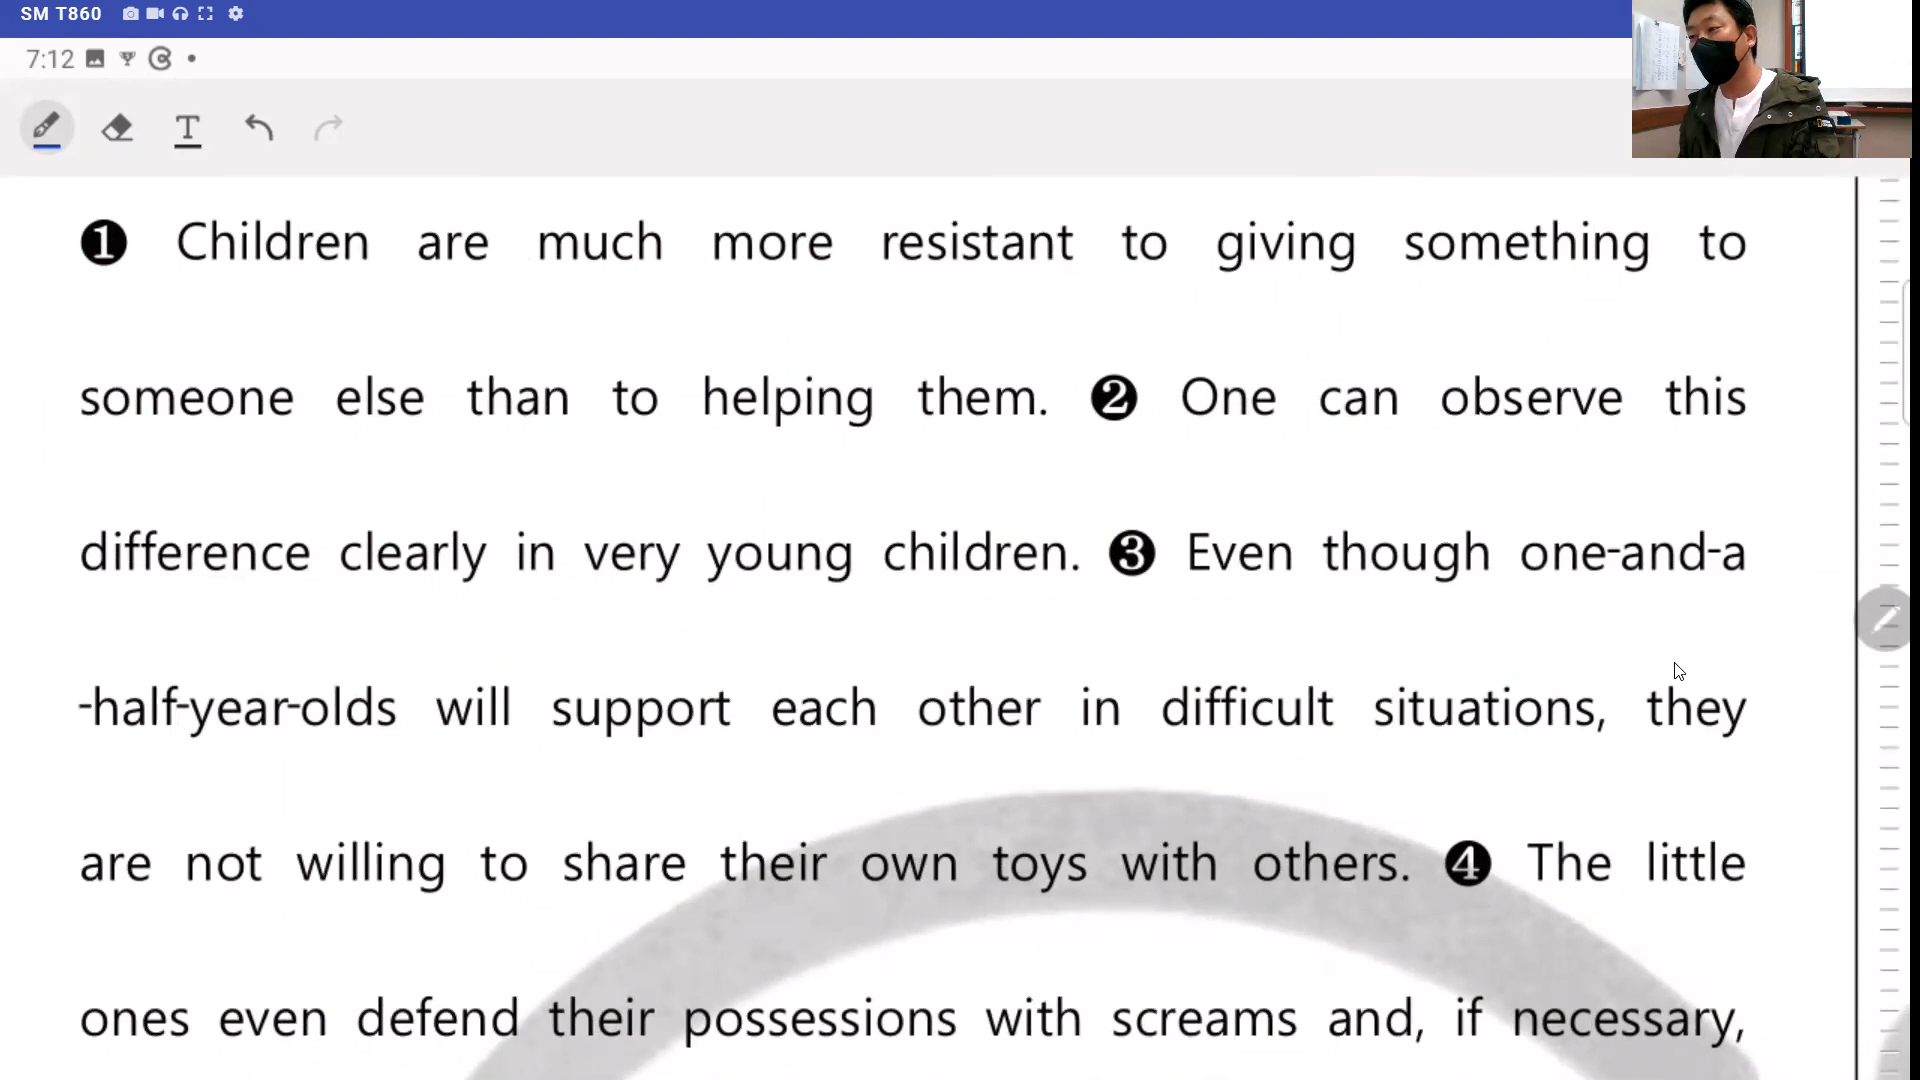 SM T860
7:12
T
❶ Children are much more resistant to giving something to
someone else than to helping them. ❷ One can observe this
difference clearly in very young children. ❸ Even though one-and-a
-half-year-olds will support each other in difficult situations, they
are not willing to share their own toys with others. ❹ The little
ones even defend their possessions with screams and, if necessary,